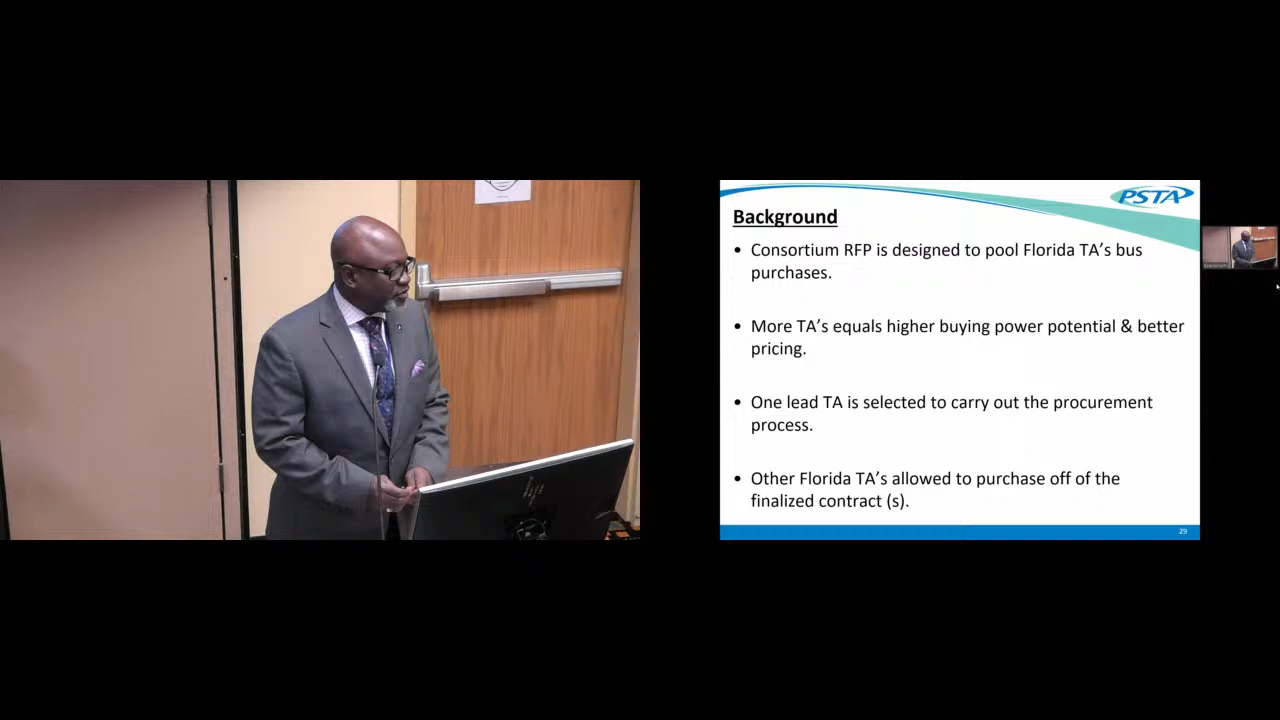 PSTA
Background
• Consortium RFP is designed to pool Florida TA's bus
purchases.
• More TA's equals higher buying power potential & better
pricing.
• One lead TA is selected to carry out the procurement
process.
• Other Florida TA's allowed to purchase off of the
finalized contract (s).
29